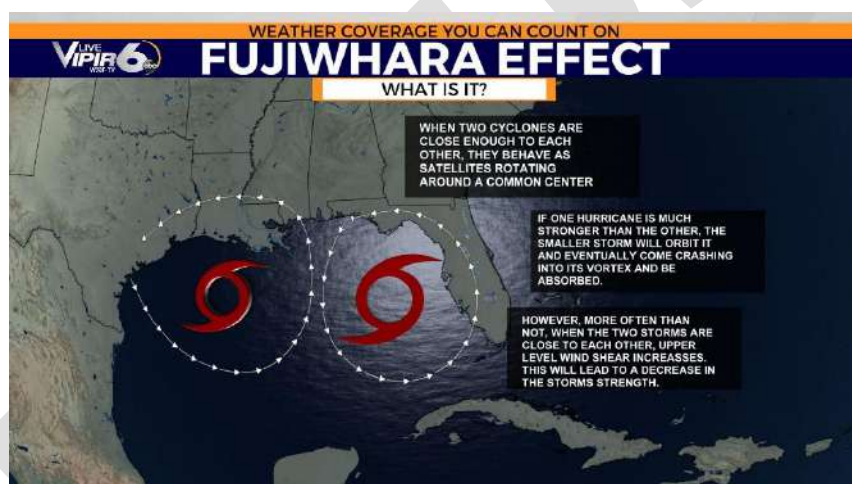 WEATHER COVERAGE YOU CAN COUNT ON
LIVE
VIPIR 6
abc
FUJIWHARA EFFECT
WHAT IS IT?
WHEN TWO CYCLONES ARE
CLOSE ENOUGH TO EACH
OTHER, THEY BEHAVE AS
SATELLITES ROTATING
AROUND A COMMON CENTER
IF ONE HURRICANE IS MUCH
STRONGER THAN THE OTHER, THE
SMALLER STORM WILL ORBIT IT
AND EVENTUALLY COME CRASHING
INTO ITS VORTEX AND BE
ABSORBED.
HOWEVER, MORE OFTEN THAN
NOT, WHEN THE TWO STORMS ARE
CLOSE TO EACH OTHER, UPPER
LEVEL WIND SHEAR INCREASSES.
THIS WILL LEAD TO A DECREASE IN
THE STORMS STRENGTH.